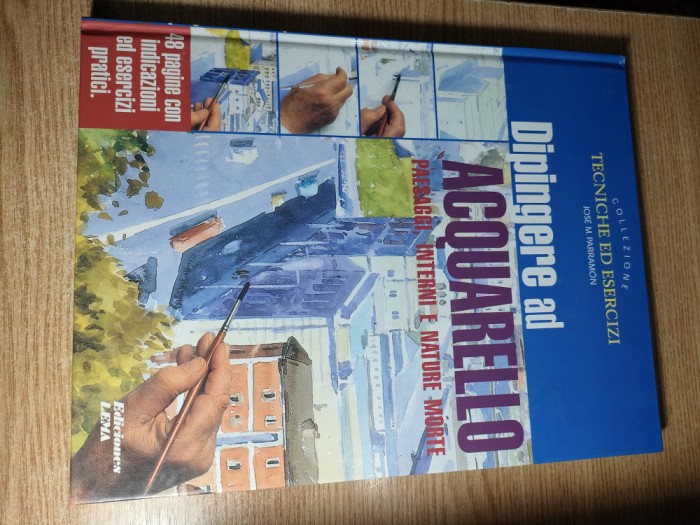 COLLEZIONE
TECNICHE ED ESERCIZI
JOSÉ M. PARRAMÓN
Dipingere ad
ACQUARELLO
PAESAGGI INTERNI E NATURE MORTE
48 pagine con
indicazioni
ed esercizi
pratici.
Ediciones
LEMA